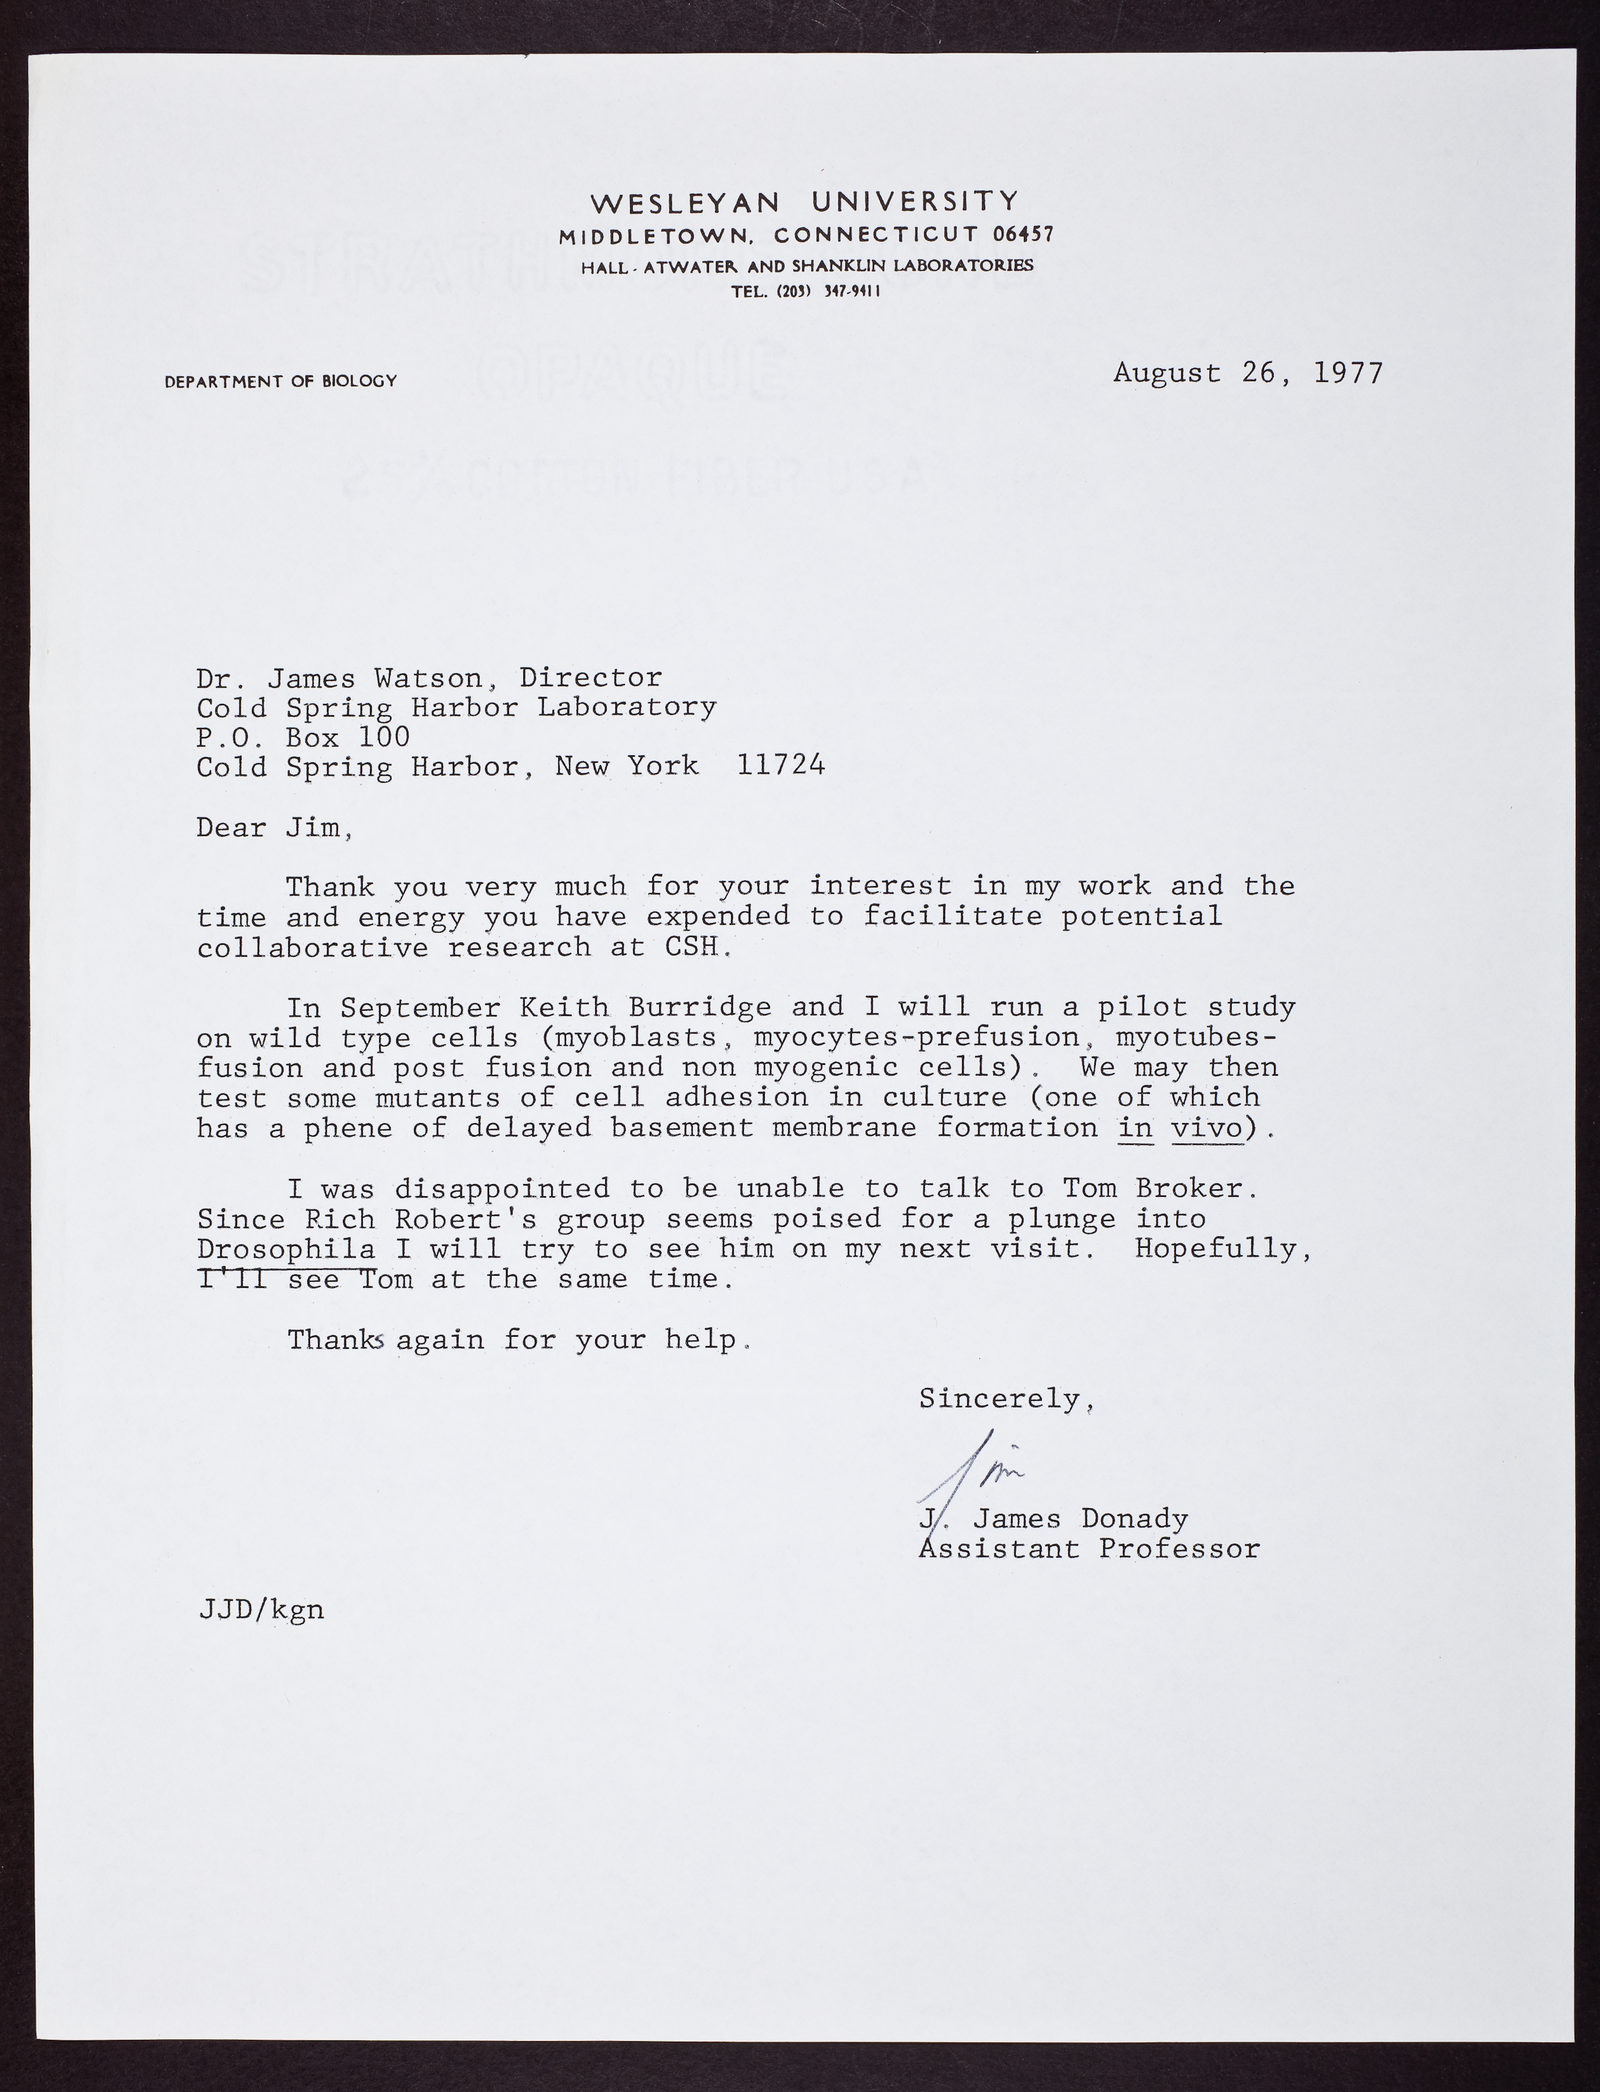 WESLEYAN UNIVERSITY
MIDDLETOWN, CONNECTICUT 06457
HALL-ATWATER AND SHANKLIN LABORATORIES
TEL. (203) 347-9411
DEPARTMENT OF BIOLOGY
August 26, 1977
Dr. James Watson, Director
Cold Spring Harbor Laboratory
P.O. Box 100
Cold Spring Harbor, New York 11724
Dear Jim,
Thank you very much for your interest in my work and the
time and energy you have expended to facilitate potential
collaborative research at CSH.
In September Keith Burridge and I will run a pilot study
on wild type cells (myoblasts, myocytes-prefusion, myotubes-
fusion and post fusion and non myogenic cells). We may then
test some mutants of cell adhesion in culture (one of which
has a phene of delayed basement membrane formation in vivo).
I was disappointed to be unable to talk to Tom Broker.
Since Rich Robert's group seems poised for a plunge into
Drosophila I will try to see him on my next visit. Hopefully,
I'll see Tom at the same time.
Thanks again for your help.
Sincerely,
Jim
J. James Donady
Assistant Professor
JJD/kgn